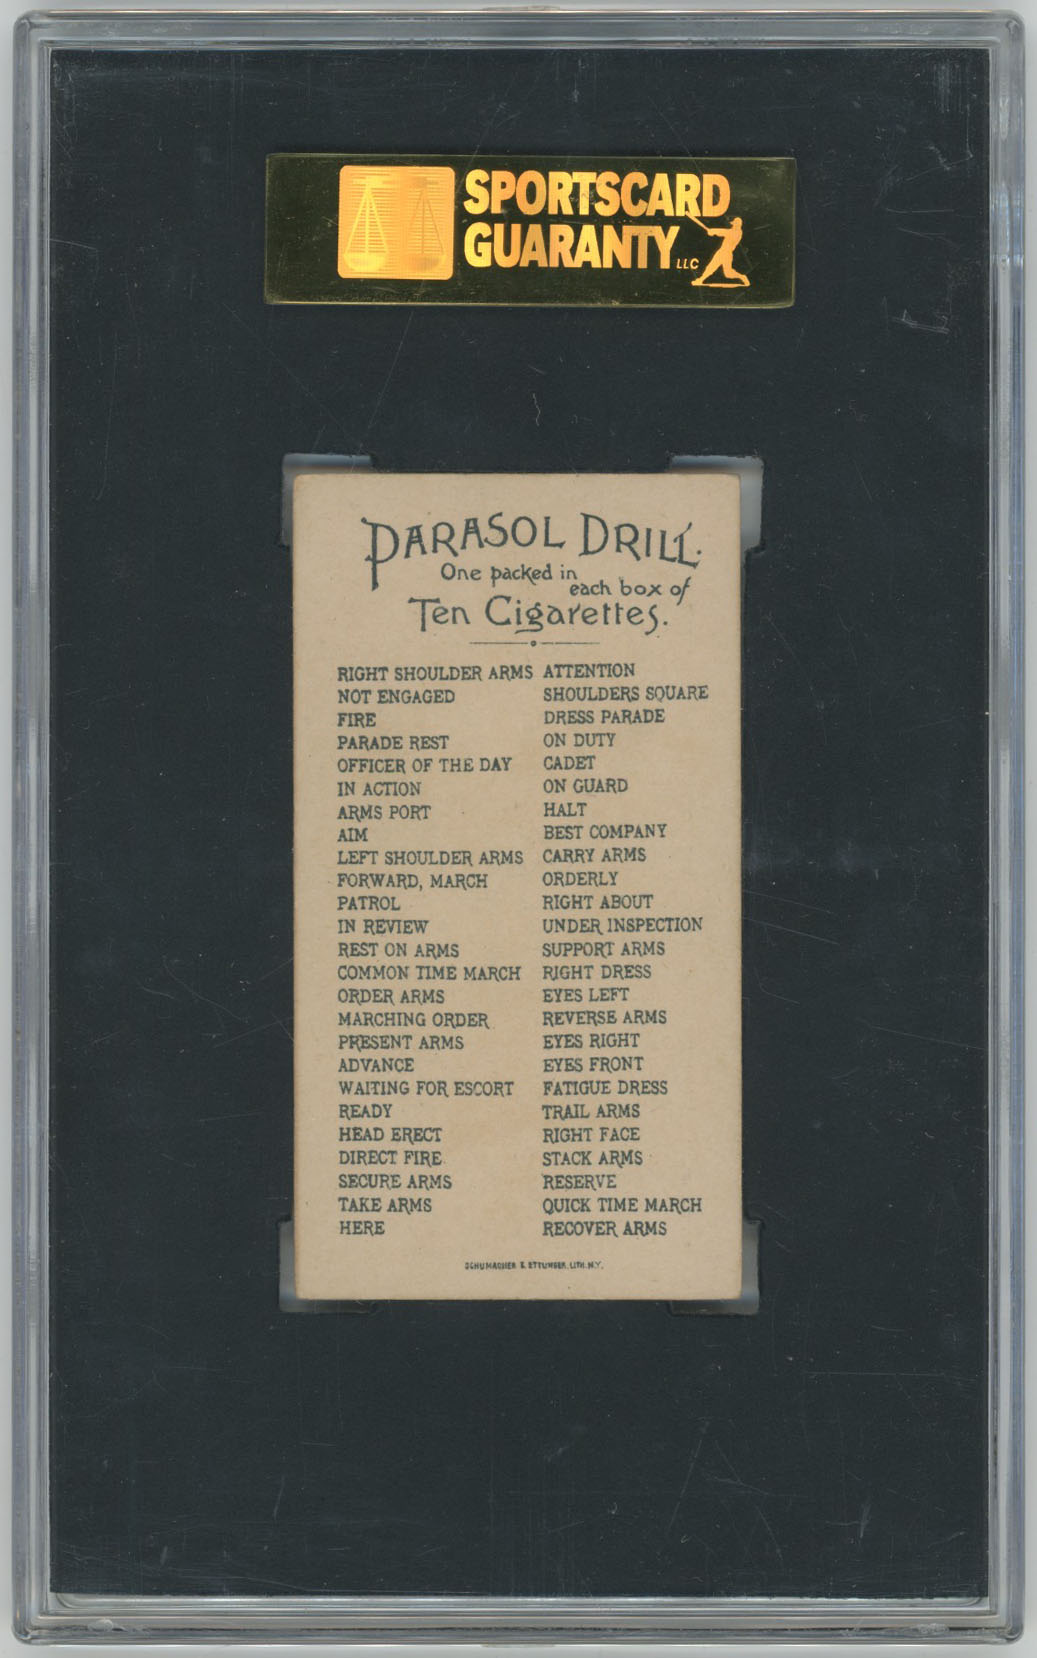 SPORTSCARD
GUARANTY LLC
PARASOL DRILL.
One packed in
each box of
Ten Cigarettes.
RIGHT SHOULDER ARMS
NOT ENGAGED
FIRE
PARADE REST
OFFICER OF THE DAY
IN ACTION
ARMS PORT
AIM
LEFT SHOULDER ARMS
FORWARD, MARCH
PATROL
IN REVIEW
REST ON ARMS
COMMON TIME MARCH
ORDER ARMS
MARCHING ORDER
PRESENT ARMS
ADVANCE
WAITING FOR ESCORT
READY
HEAD ERECT
DIRECT FIRE
SECURE ARMS
TAKE ARMS
HERE
ATTENTION
SHOULDERS SQUARE
DRESS PARADE
ON DUTY
CADET
ON GUARD
HALT
BEST COMPANY
CARRY ARMS
ORDERLY
RIGHT ABOUT
UNDER INSPECTION
SUPPORT ARMS
RIGHT DRESS
EYES LEFT
REVERSE ARMS
EYES RIGHT
EYES FRONT
FATIGUE DRESS
TRAIL ARMS
RIGHT FACE
STACK ARMS
RESERVE
QUICK TIME MARCH
RECOVER ARMS
SCHUMACHER & ETTLINGER, LITH. N.Y.